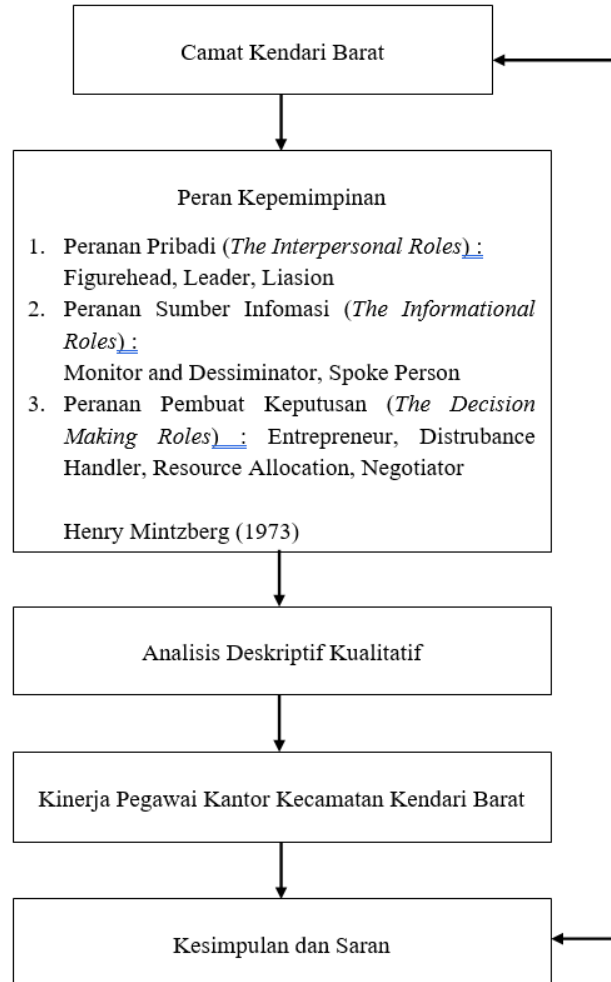 Camat Kendari Barat
Peran Kepemimpinan
1. Peranan Pribadi (The Interpersonal Roles) :
Figurehead, Leader, Liasion
2. Peranan Sumber Infomasi (The Informational
Roles) :
Monitor and Dessiminator, Spoke Person
3. Peranan Pembuat Keputusan (The Decision
Making Roles) : Entrepreneur, Distrubance
Handler, Resource Allocation, Negotiator
Henry Mintzberg (1973)
Analisis Deskriptif Kualitatif
Kinerja Pegawai Kantor Kecamatan Kendari Barat
Kesimpulan dan Saran